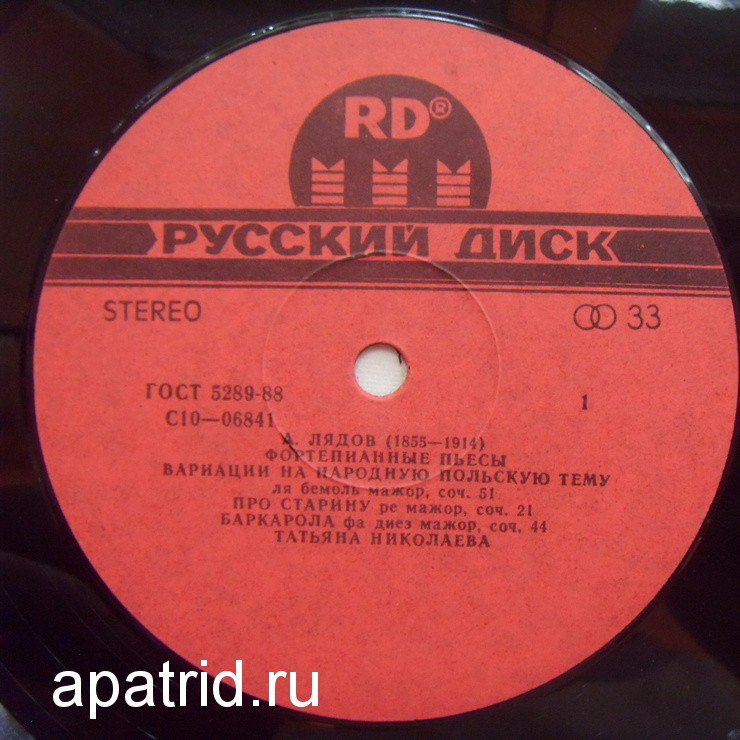 RD®
РУССКИЙ ДИСК
STEREO
33
ГОСТ 5289-88
1
С10—06841
А. ЛЯДОВ (1855—1914)
ФОРТЕПИАННЫЕ ПЬЕСЫ
ВАРИАЦИИ НА НАРОДНУЮ ПОЛЬСКУЮ ТЕМУ
ля бемоль мажор, соч. 51
ПРО СТАРИНУ ре мажор, соч. 21
БАРКАРОЛА фа диез мажор, соч. 44
ТАТЬЯНА НИКОЛАЕВА
apatrid.ru